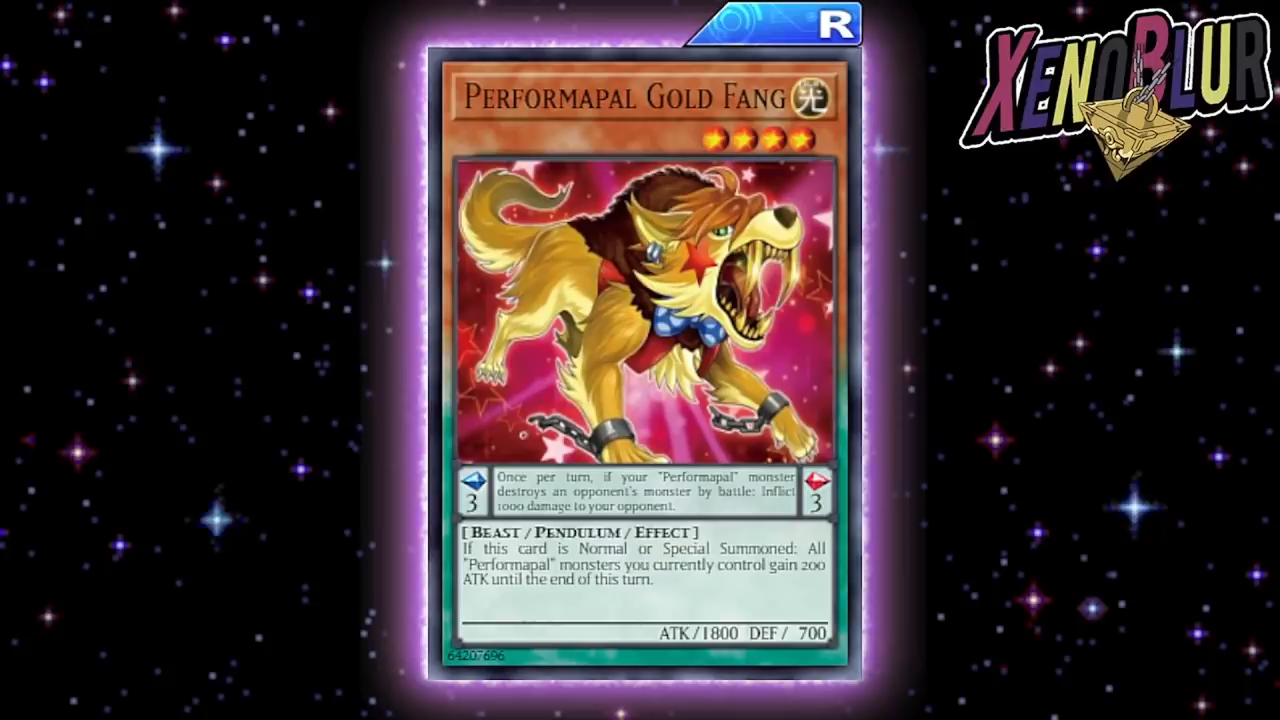 R
XENOBLUR
PERFORMAPAL GOLD FANG 光
3
Once per turn, if your "Performapal" monster
destroys an opponent's monster by battle: Inflict
1000 damage to your opponent.
3
[ BEAST / PENDULUM / EFFECT ]
If this card is Normal or Special Summoned: All
"Performapal" monsters you currently control gain 200
ATK until the end of this turn.
ATK/1800 DEF/ 700
64207696